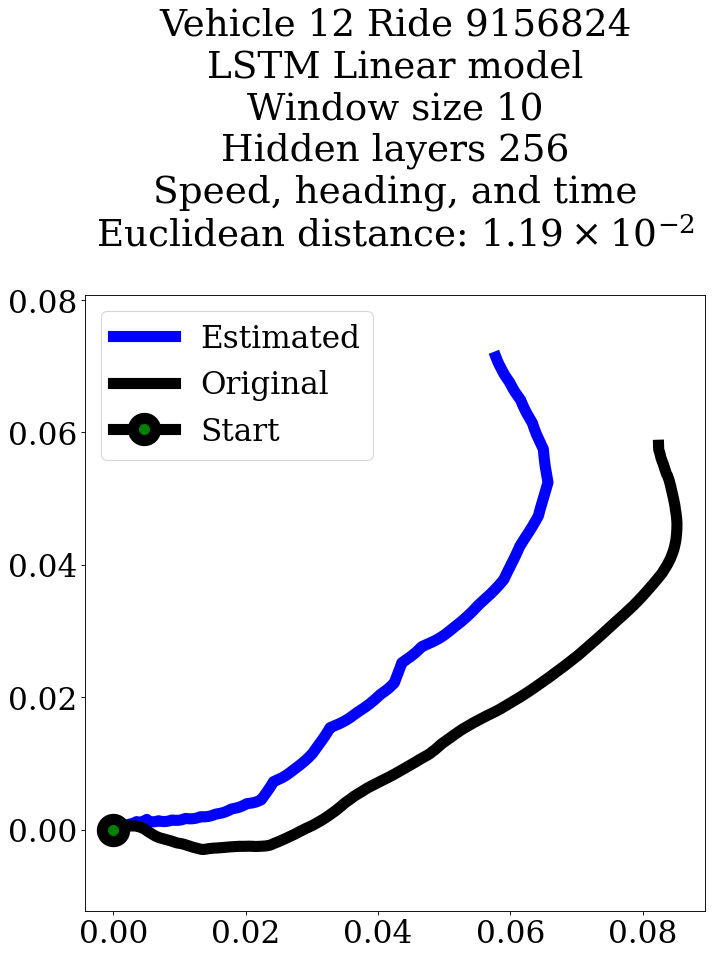 Vehicle 12 Ride 9156824
LSTM Linear model
Window size 10
Hidden layers 256
Speed, heading, and time
Euclidean distance: 1.19 × 10⁻²
0.08
Estimated
Original
Start
0.06
0.04
0.02
0.00
0.00 0.02 0.04 0.06 0.08